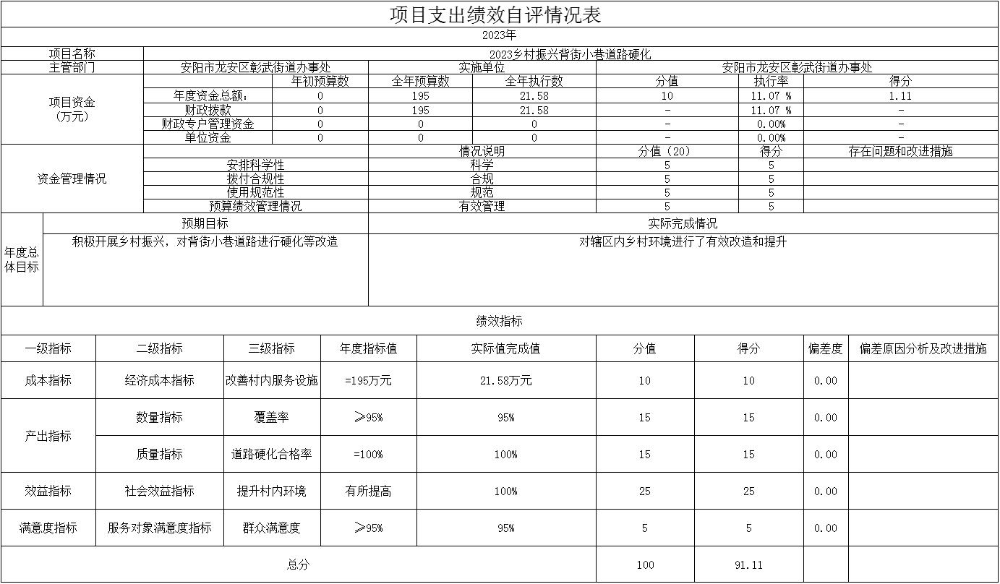 项目支出绩效自评情况表
2023年
项目名称 2023乡村振兴背街小巷道路硬化
主管部门 安阳市龙安区彰武街道办事处 实施单位 安阳市龙安区彰武街道办事处
项目资金
(万元) 年初预算数 全年预算数 全年执行数 分值 执行率 得分
年度资金总额: 0 195 21.58 10 11.07 % 1.11
财政拨款 0 195 21.58 - 11.07 % -
财政专户管理资金 0 0 0 - 0.00% -
单位资金 0 0 0 - 0.00% -
资金管理情况 情况说明 分值（20） 得分 存在问题和改进措施
安排科学性 科学 5 5
拨付合规性 合规 5 5
使用规范性 规范 5 5
预算绩效管理情况 有效管理 5 5
年度总
体目标
预期目标 实际完成情况
积极开展乡村振兴，对背街小巷道路进行硬化等改造 对辖区内乡村环境进行了有效改造和提升
绩效指标
一级指标 二级指标 三级指标 年度指标值 实际值完成值 分值 得分 偏差度 偏差原因分析及改进措施
成本指标 经济成本指标 改善村内服务设施 =195万元 21.58万元 10 10 0.00
产出指标 数量指标 覆盖率 ≥95% 95% 15 15 0.00
质量指标 道路硬化合格率 =100% 100% 15 15 0.00
效益指标 社会效益指标 提升村内环境 有所提高 100% 25 25 0.00
满意度指标 服务对象满意度指标 群众满意度 ≥95% 95% 5 5 0.00
总分 100 91.11